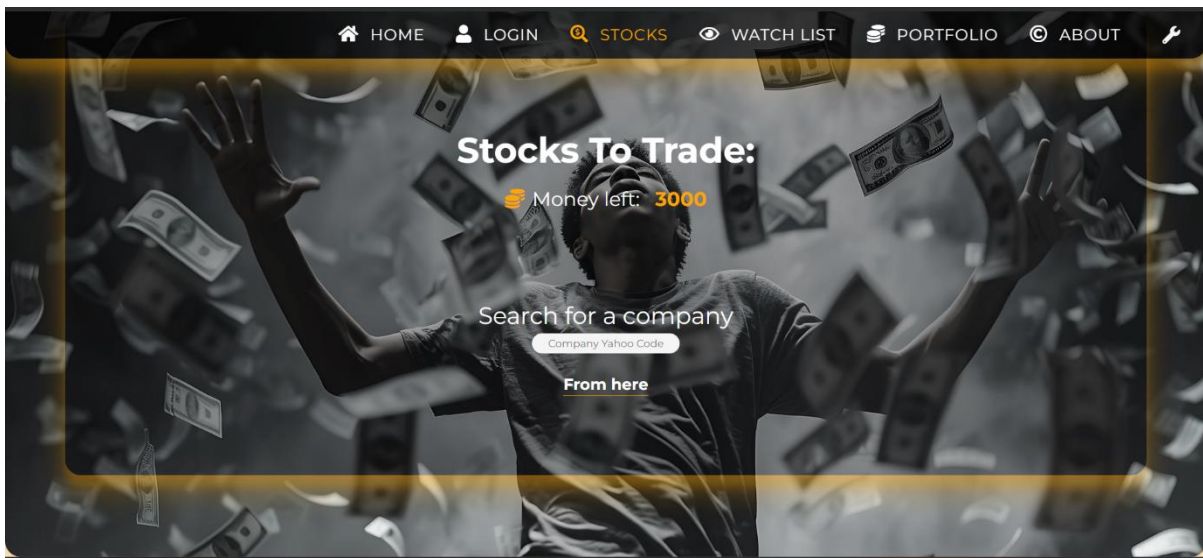 HOME LOGIN STOCKS WATCH LIST PORTFOLIO ABOUT
Stocks To Trade:
Money left: 3000
Search for a company
Company Yahoo Code
From here